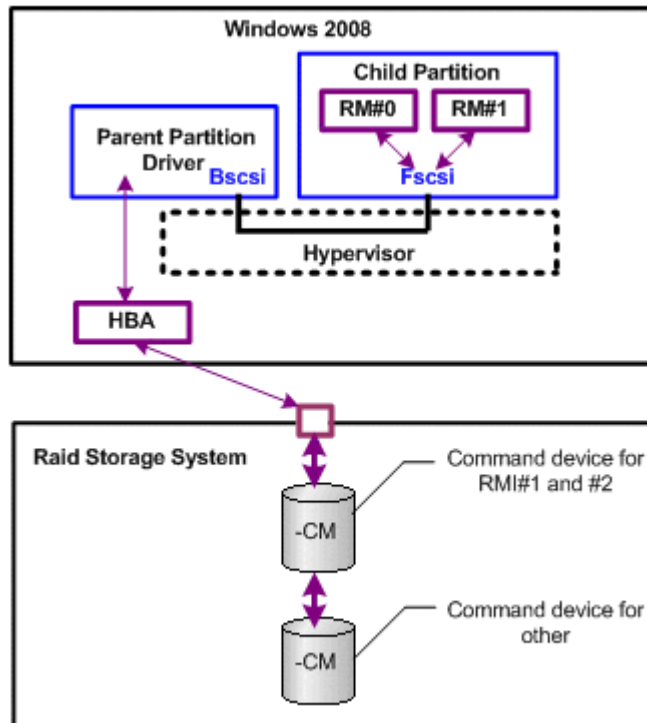 Windows 2008
Child Partition
RM#0
RM#1
Parent Partition
Driver
Bscsi
Fscsi
Hypervisor
HBA
Raid Storage System
Command device for
RMI#1 and #2
-CM
Command device for
other
-CM